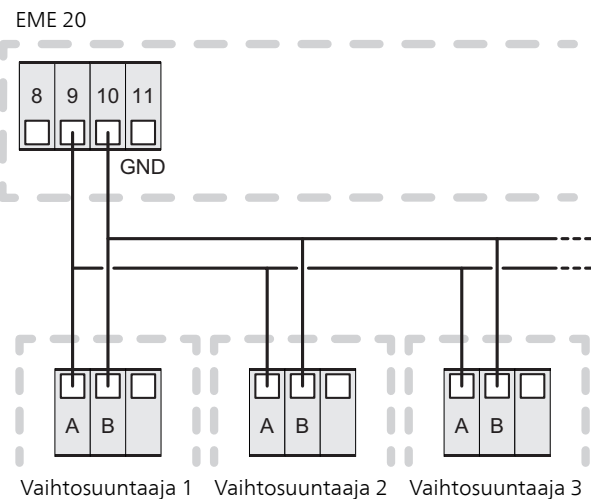 EME 20
8 9 10 11
GND
A B A B A B
Vaihtosuuntaaja 1 Vaihtosuuntaaja 2 Vaihtosuuntaaja 3